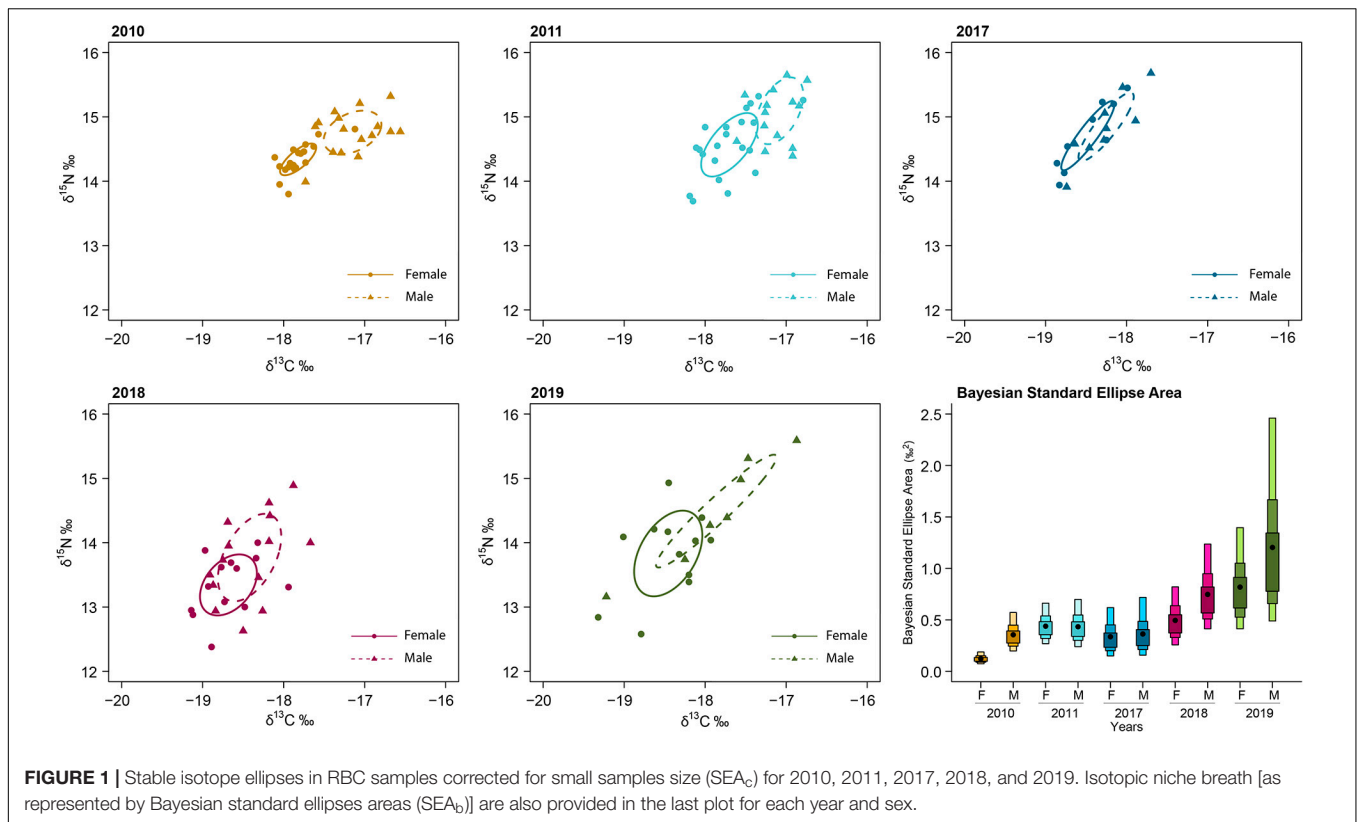 2010
16
15
14
13
12
δ15N ‰
−20 −19 −18 −17 −16
δ13C ‰
Female
Male
2011
16
15
14
13
12
δ15N ‰
−20 −19 −18 −17 −16
δ13C ‰
Female
Male
2017
16
15
14
13
12
δ15N ‰
−20 −19 −18 −17 −16
δ13C ‰
Female
Male
2018
16
15
14
13
12
δ15N ‰
−20 −19 −18 −17 −16
δ13C ‰
Female
Male
2019
16
15
14
13
12
δ15N ‰
−20 −19 −18 −17 −16
δ13C ‰
Female
Male
Bayesian Standard Ellipse Area
2.5
2.0
1.5
1.0
0.5
0.0
Bayesian Standard Ellipse Area (‰2)
F M F M F M F M F M
2010 2011 2017 2018 2019
Years
FIGURE 1 | Stable isotope ellipses in RBC samples corrected for small samples size (SEAc) for 2010, 2011, 2017, 2018, and 2019. Isotopic niche breath [as
represented by Bayesian standard ellipses areas (SEAb)] are also provided in the last plot for each year and sex.